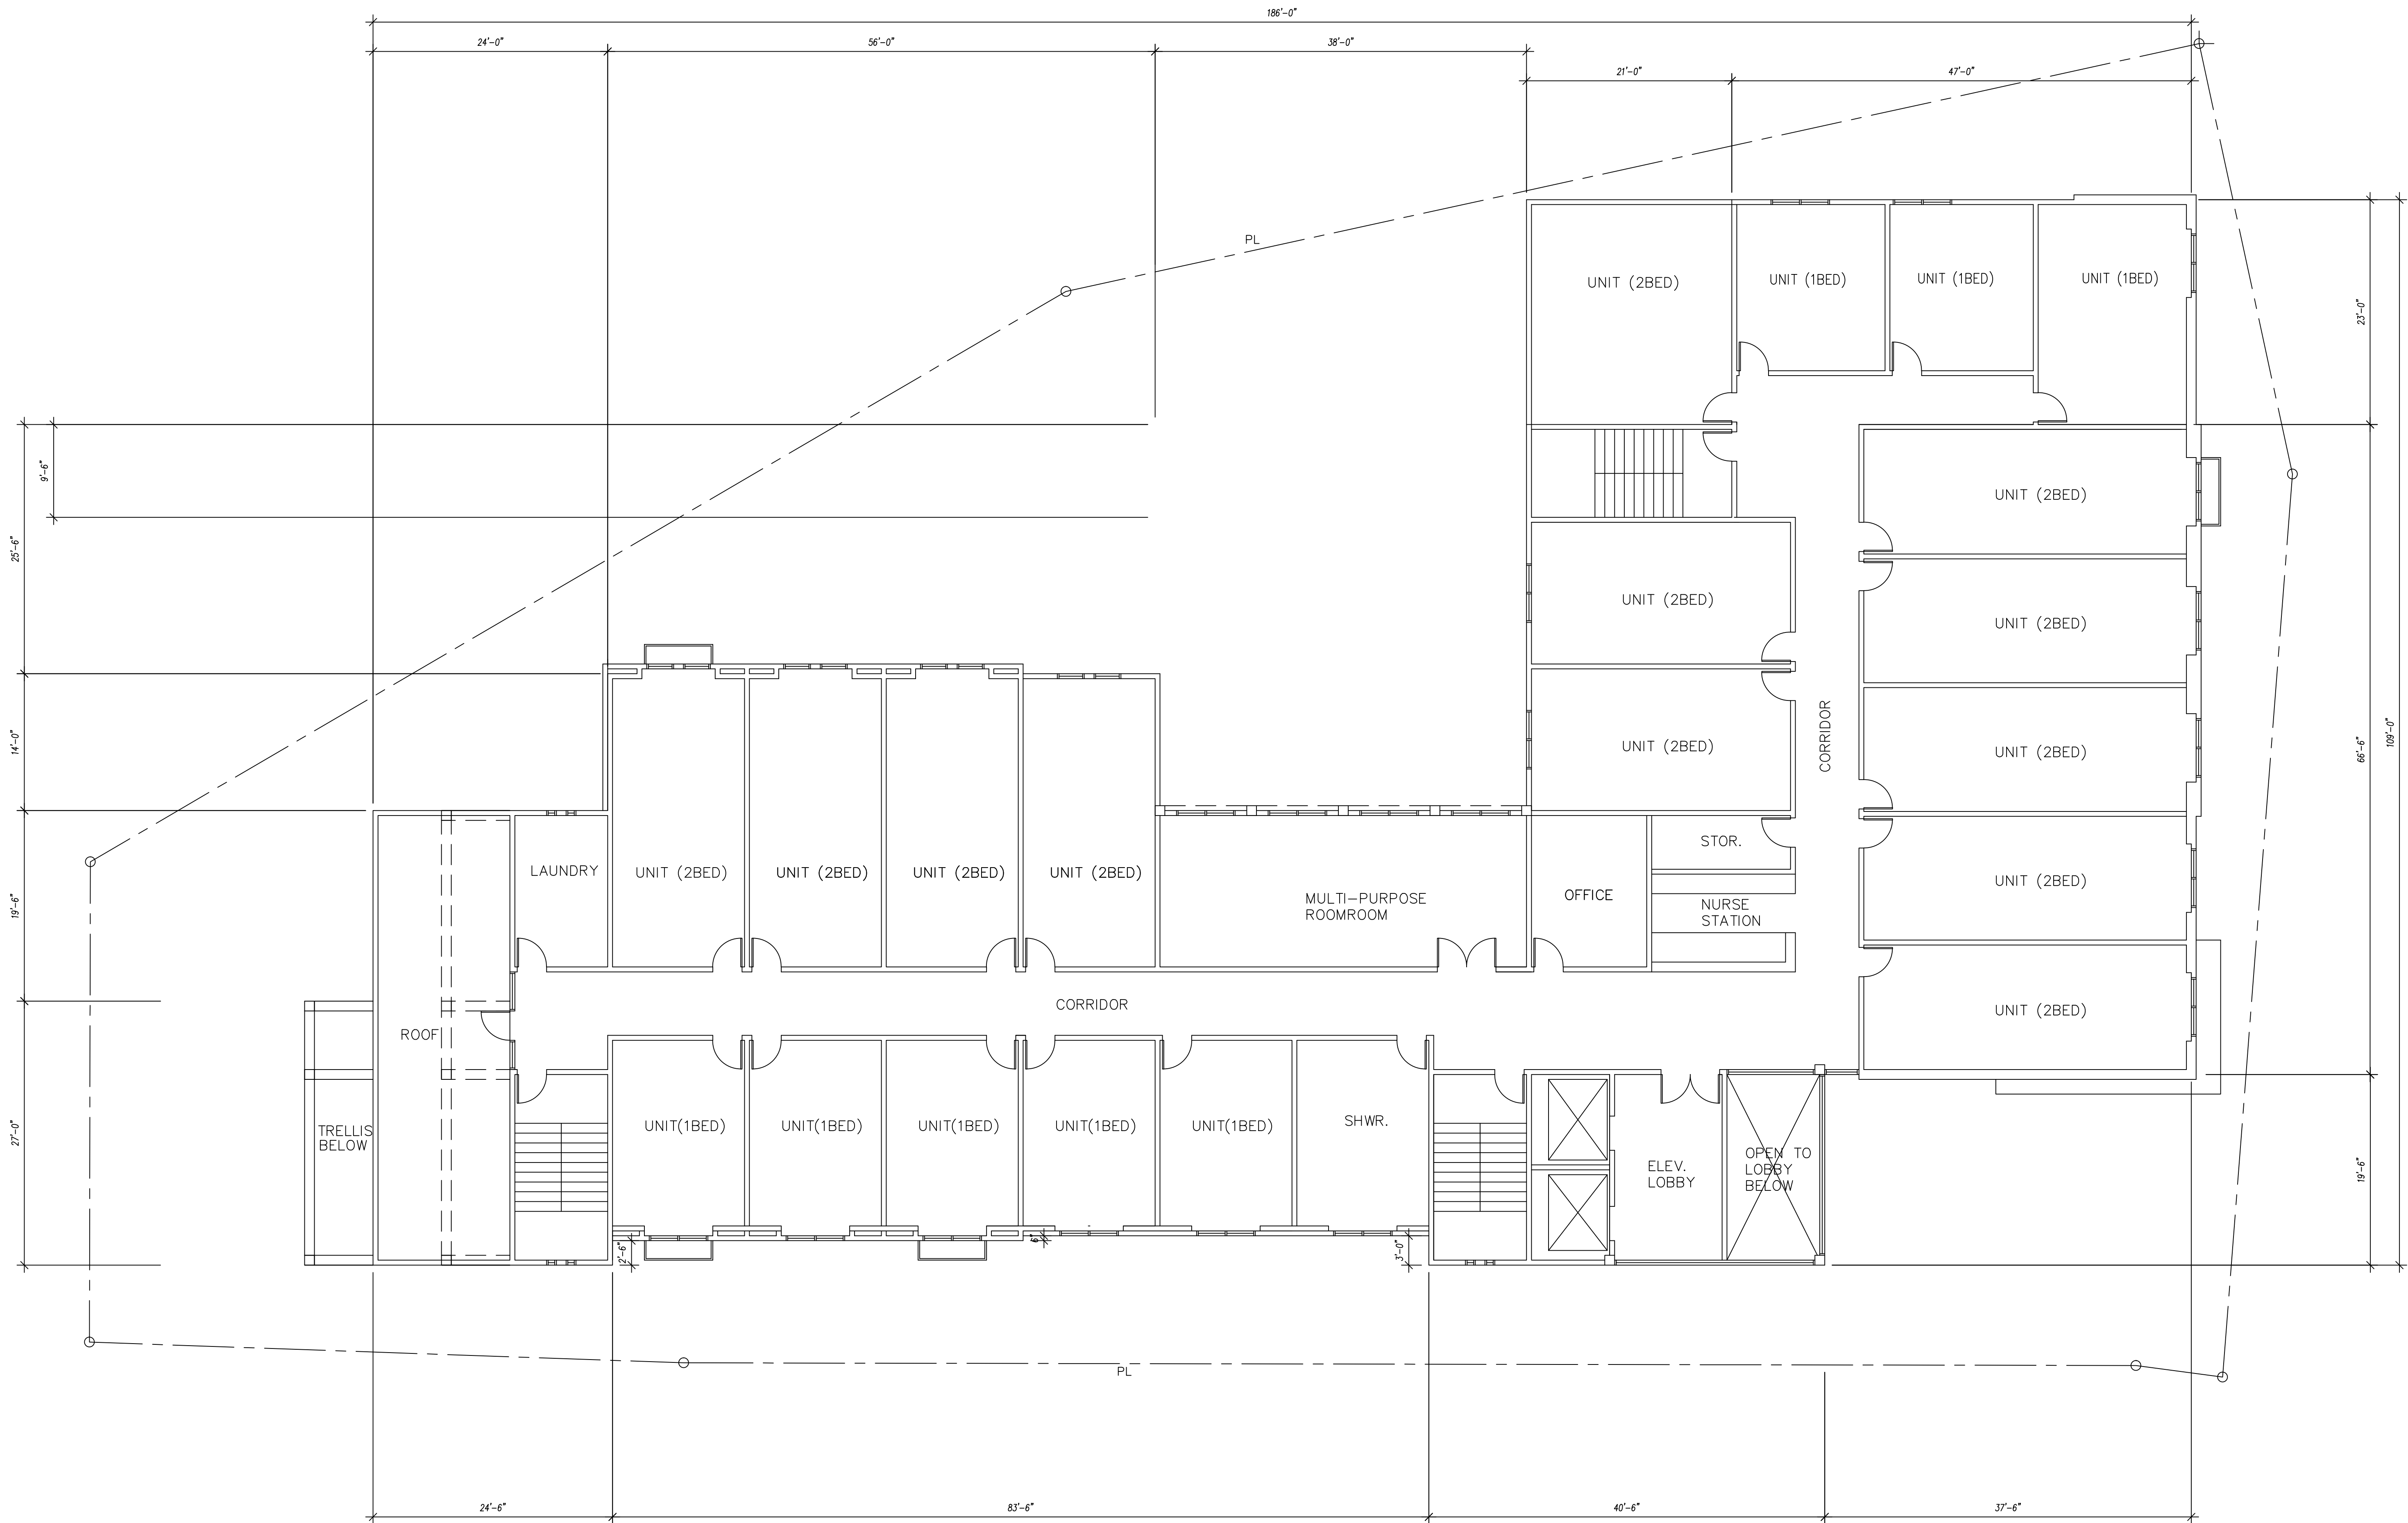 186'-0"
24'-0"
56'-0"
38'-0"
21'-0"
47'-0"
PL
UNIT (2BED)
UNIT (1BED)
UNIT (1BED)
UNIT (1BED)
23'-0"
9'-6"
UNIT (2BED)
25'-6"
UNIT (2BED)
UNIT (2BED)
CORRIDOR
UNIT (2BED)
UNIT (2BED)
14'-0"
66'-6"
109'-0"
LAUNDRY
UNIT (2BED)
UNIT (2BED)
UNIT (2BED)
UNIT (2BED)
MULTI-PURPOSE
ROOMROOM
OFFICE
STOR.
NURSE
STATION
UNIT (2BED)
19'-6"
ROOF
CORRIDOR
UNIT (2BED)
TRELLIS
BELOW
UNIT(1BED)
UNIT(1BED)
UNIT(1BED)
UNIT(1BED)
UNIT(1BED)
SHWR.
ELEV.
LOBBY
OPEN TO
LOBBY
BELOW
27'-0"
19'-6"
2'-6"
6"
3'-0"
PL
24'-6"
83'-6"
40'-6"
37'-6"